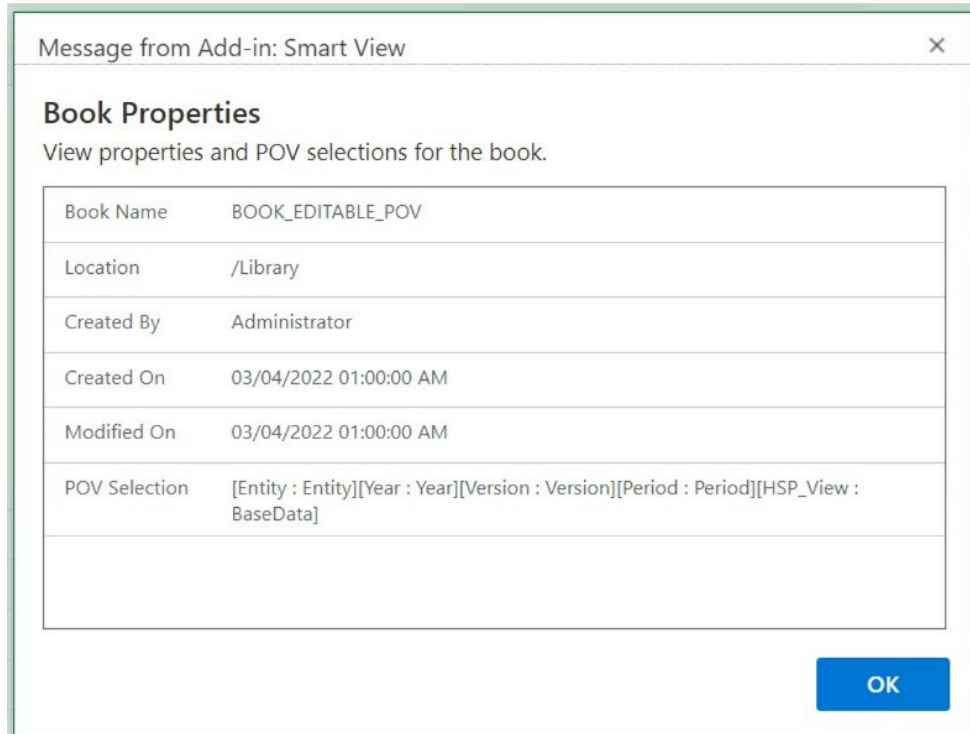 Message from Add-in: Smart View
Book Properties
View properties and POV selections for the book.
Book Name BOOK_EDITABLE_POV
Location /Library
Created By Administrator
Created On 03/04/2022 01:00:00 AM
Modified On 03/04/2022 01:00:00 AM
POV Selection [Entity : Entity][Year : Year][Version : Version][Period : Period][HSP_View :
BaseData]
OK